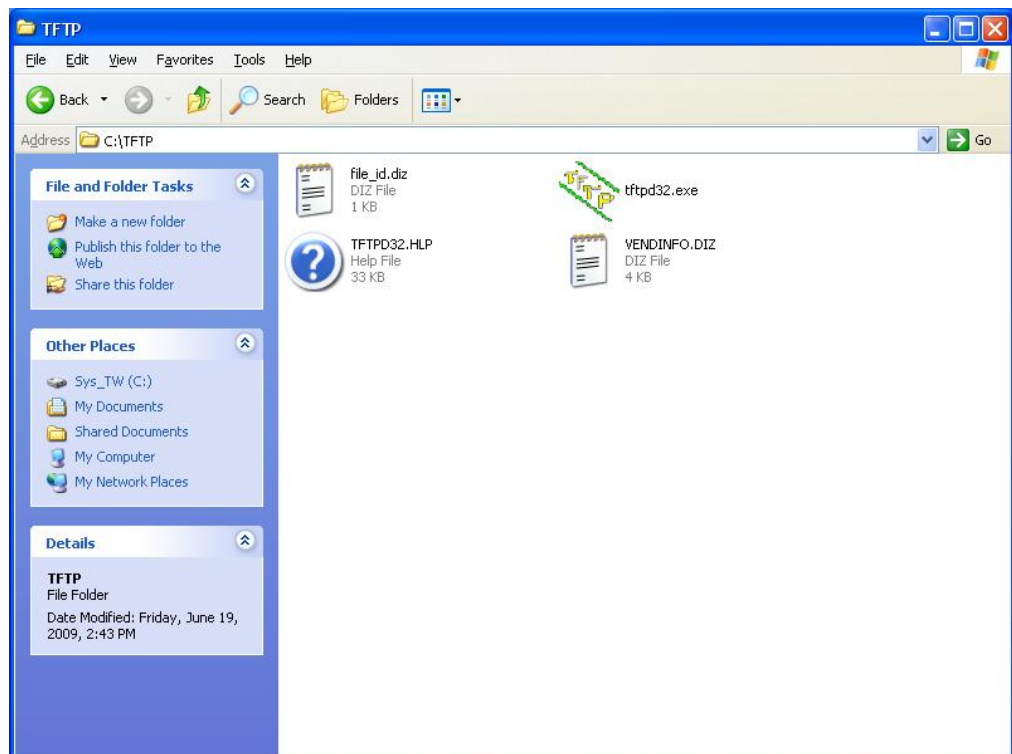 TFTP
File Edit View Favorites Tools Help
Back Search Folders
Address C:\TFTP Go
File and Folder Tasks
Make a new folder
Publish this folder to the
Web
Share this folder
Other Places
Sys_TW (C:)
My Documents
Shared Documents
My Computer
My Network Places
Details
TFTP
File Folder
Date Modified: Friday, June 19,
2009, 2:43 PM
file_id.diz
DIZ File
1 KB
TFTP
tftpd32.exe
TFTPD32.HLP
Help File
33 KB
VENDINFO.DIZ
DIZ File
4 KB